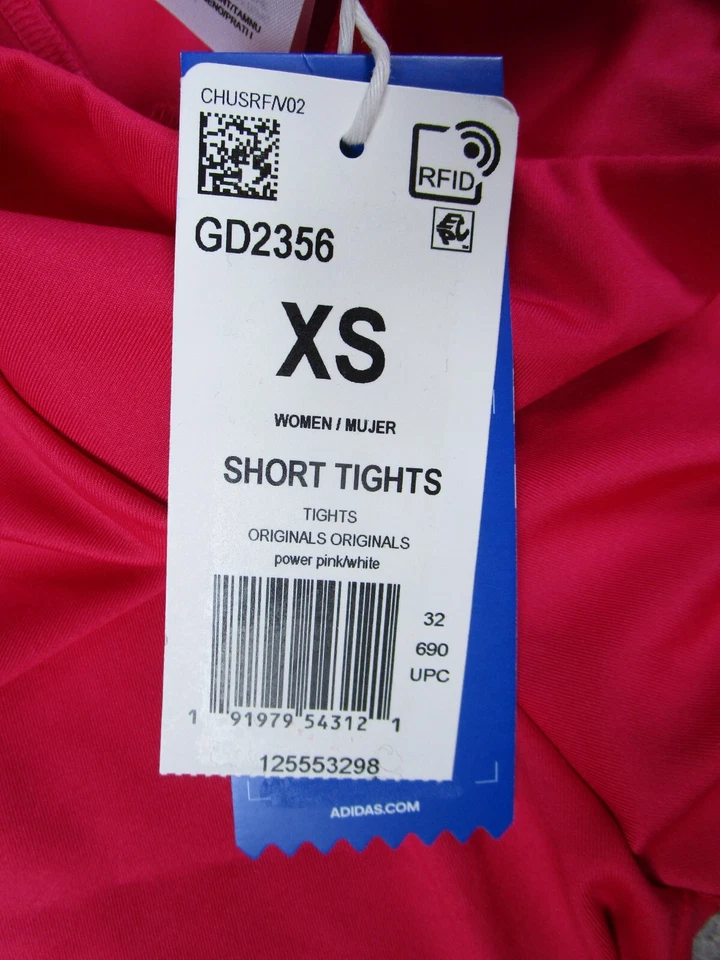 CHUSRF/V02
RFID
GD2356
XS
WOMEN / MUJER
SHORT TIGHTS
TIGHTS
ORIGINALS ORIGINALS
power pink/white
32
690
UPC
1 91979 54312 1
125553298
ADIDAS.COM